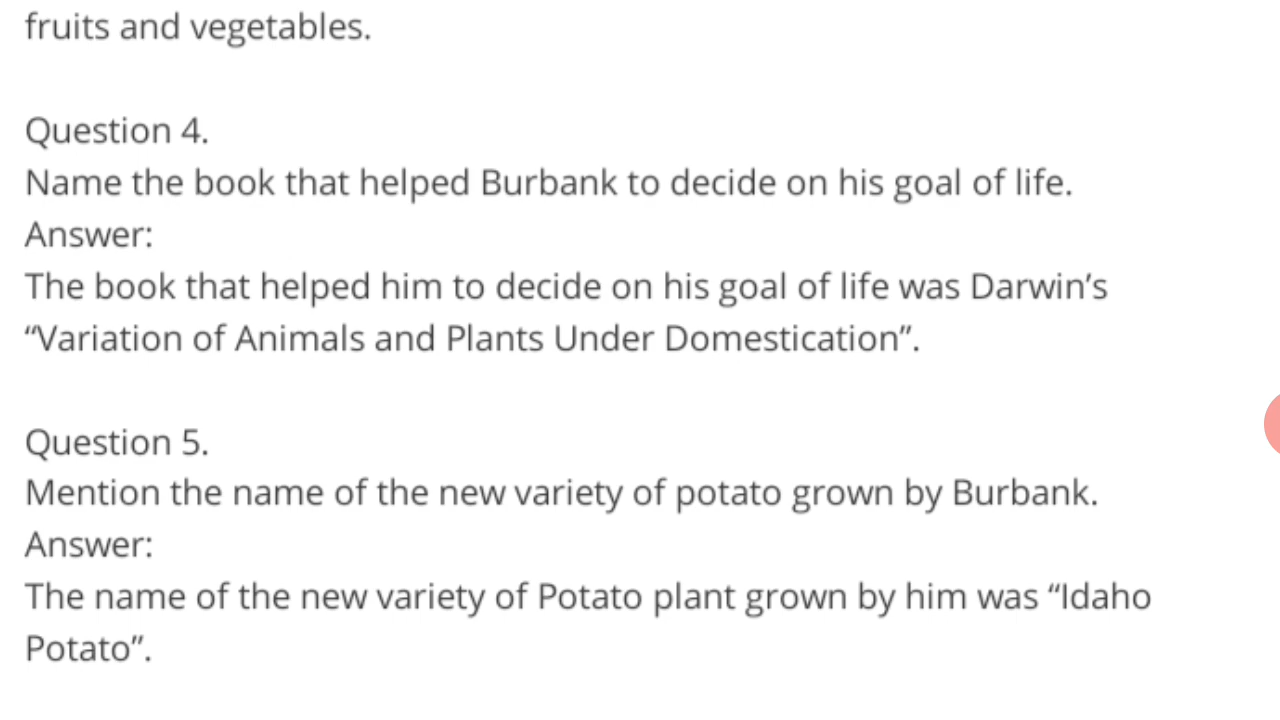 fruits and vegetables.
Question 4.
Name the book that helped Burbank to decide on his goal of life.
Answer:
The book that helped him to decide on his goal of life was Darwin’s
“Variation of Animals and Plants Under Domestication”.
Question 5.
Mention the name of the new variety of potato grown by Burbank.
Answer:
The name of the new variety of Potato plant grown by him was “Idaho
Potato”.